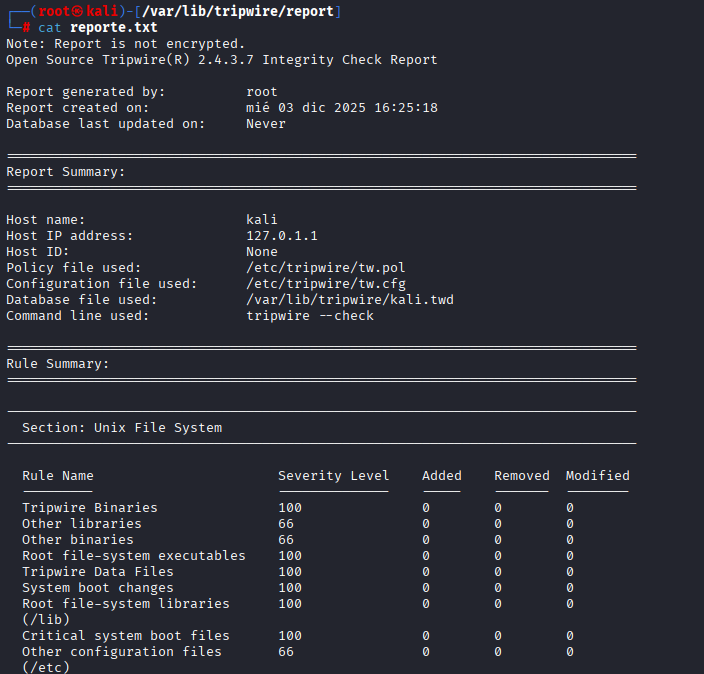 ┌──(root㉿kali)-[/var/lib/tripwire/report]
└─# cat reporte.txt
Note: Report is not encrypted.
Open Source Tripwire(R) 2.4.3.7 Integrity Check Report
Report generated by: root
Report created on: mié 03 dic 2025 16:25:18
Database last updated on: Never
Report Summary:
Host name: kali
Host IP address: 127.0.1.1
Host ID: None
Policy file used: /etc/tripwire/tw.pol
Configuration file used: /etc/tripwire/tw.cfg
Database file used: /var/lib/tripwire/kali.twd
Command line used: tripwire --check
Rule Summary:
Section: Unix File System
Rule Name Severity Level Added Removed Modified
Tripwire Binaries 100 0 0 0
Other libraries 66 0 0 0
Other binaries 66 0 0 0
Root file-system executables 100 0 0 0
Tripwire Data Files 100 0 0 0
System boot changes 100 0 0 0
Root file-system libraries 100 0 0 0
(/lib)
Critical system boot files 100 0 0 0
Other configuration files 66 0 0 0
(/etc)